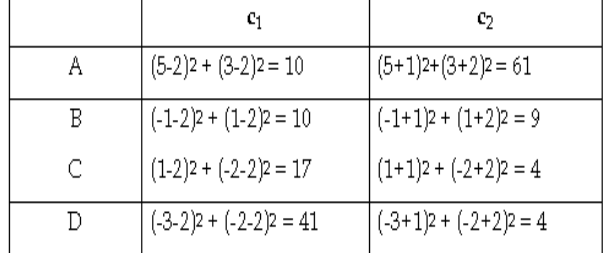 c₁ c₂
A (5-2)² + (3-2)² = 10 (5+1)²+(3+2)² = 61
B (-1-2)² + (1-2)² = 10 (-1+1)² + (1+2)² = 9
C (1-2)² + (-2-2)² = 17 (1+1)² + (-2+2)² = 4
D (-3-2)² + (-2-2)² = 41 (-3+1)² + (-2+2)² = 4